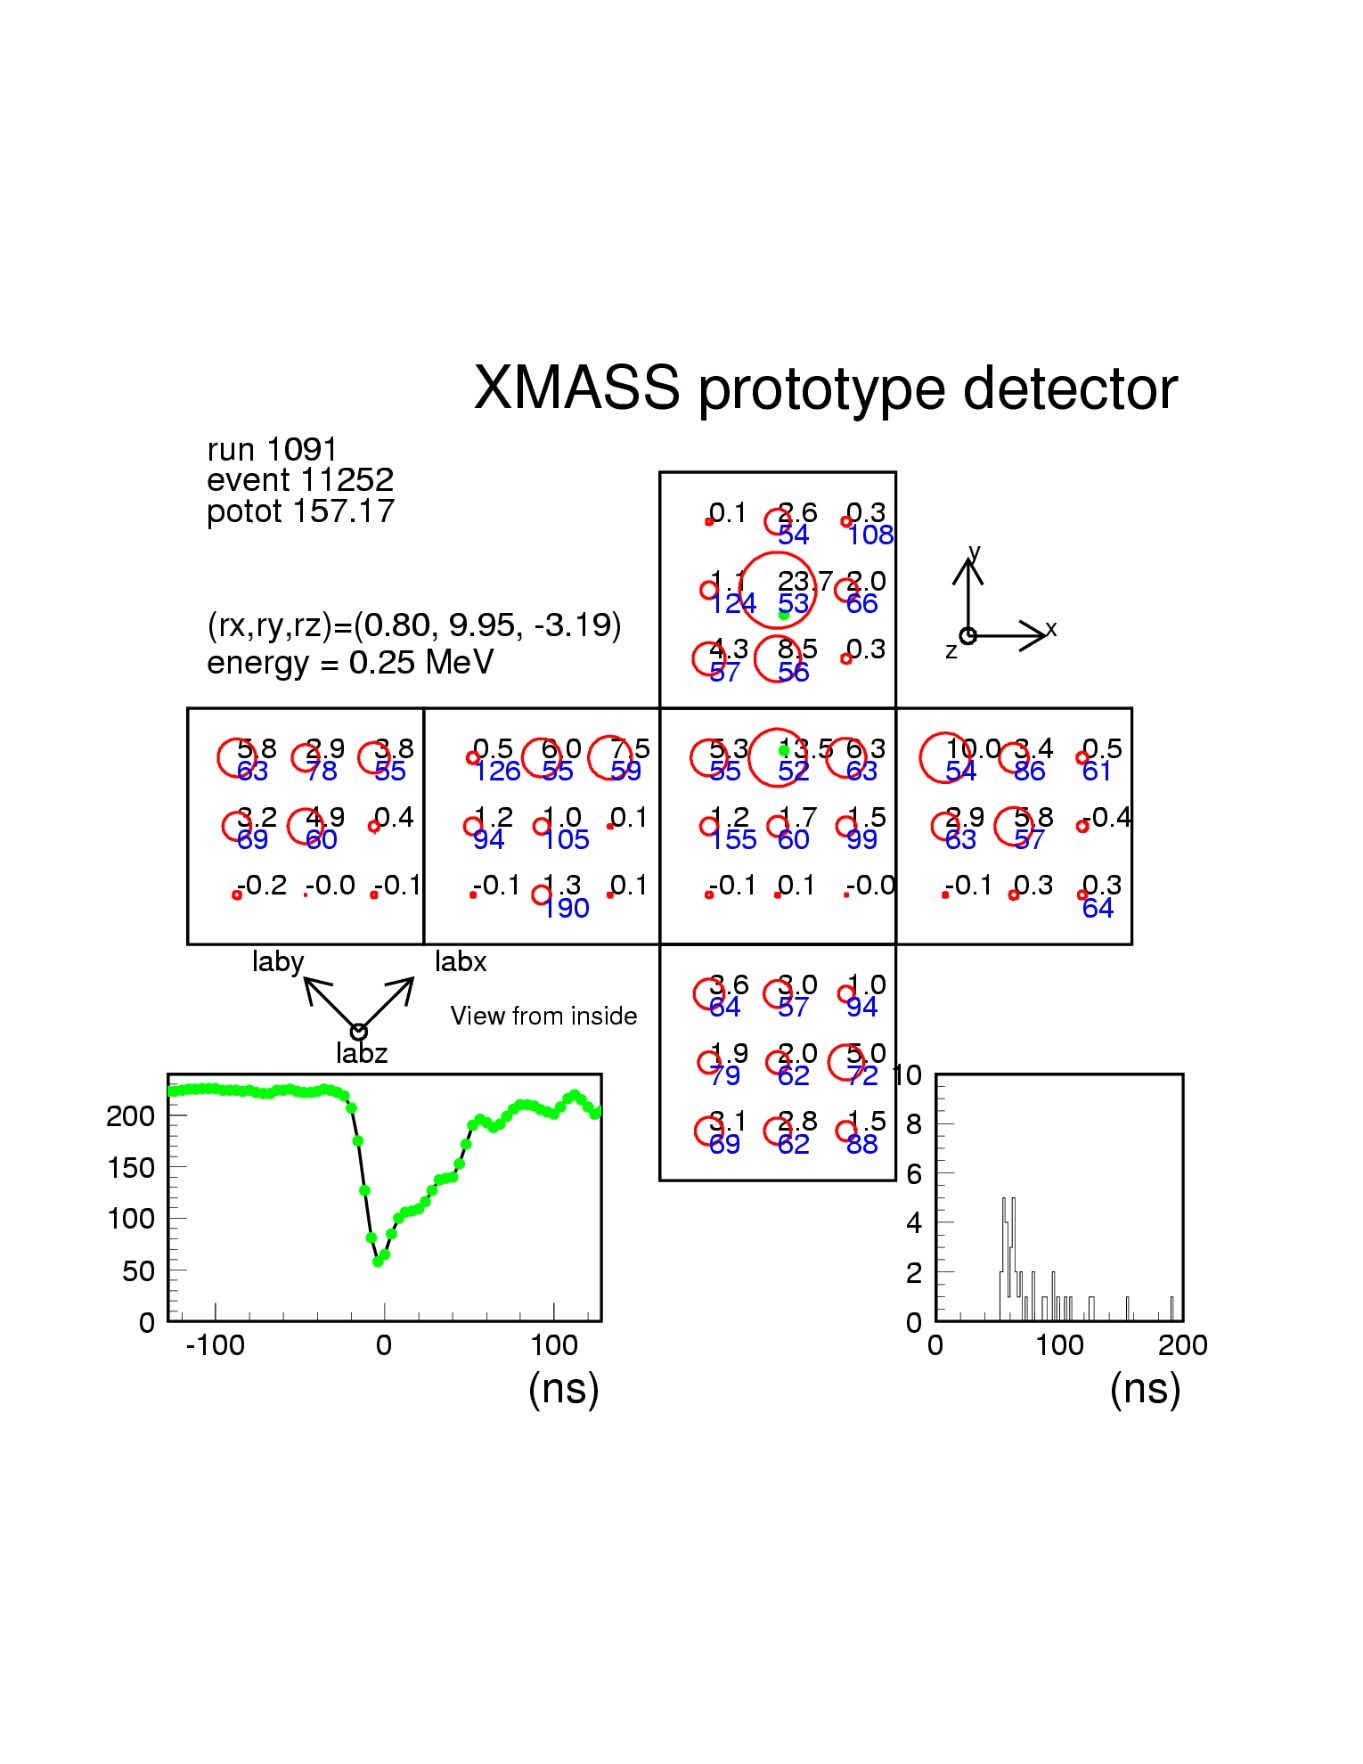 XMASS prototype detector
run 1091
event 11252
potot 157.17
0.1 2.6 0.3
54 108
y
1.1 23.7 2.0
124 53 66
(rx,ry,rz)=(0.80, 9.95, -3.19)
x
energy = 0.25 MeV
4.3 8.5 0.3
z
57 56
5.8 2.9 3.8 0.5 6.0 7.5 5.3 13.5 6.3 10.0 3.4 0.5
63 78 55 126 55 59 55 52 63 54 86 61
3.2 4.9 0.4 1.2 1.0 0.1 1.2 1.7 1.5 2.9 5.8 -0.4
69 60 94 105 155 60 99 63 57
-0.2 -0.0 -0.1 -0.1 1.3 0.1 -0.1 0.1 -0.0 -0.1 0.3 0.3
190 64
laby labx
3.6 3.0 1.0
64 57 94
View from inside
labz
1.9 2.0 5.0
79 62 72
3.1 2.8 1.5
69 62 88
200
150
100
50
0
-100 0 100
(ns)
10
8
6
4
2
0
0 100 200
(ns)